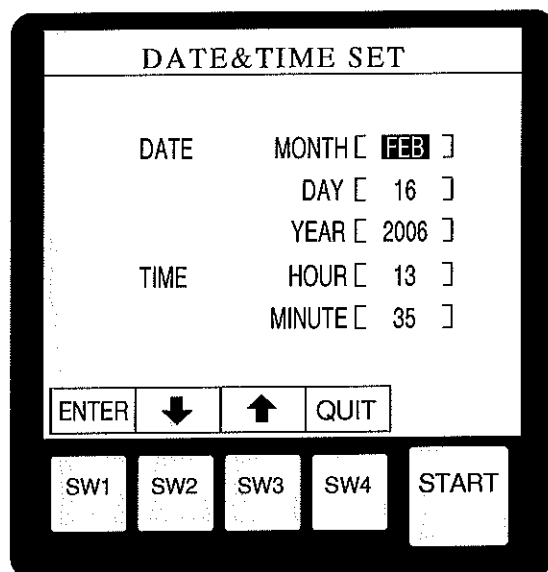 DATE&TIME SET
DATE MONTH [ FEB ]
DAY [ 16 ]
YEAR [ 2006 ]
TIME HOUR [ 13 ]
MINUTE [ 35 ]
ENTER ⬇ ⬆ QUIT
SW1 SW2 SW3 SW4 START